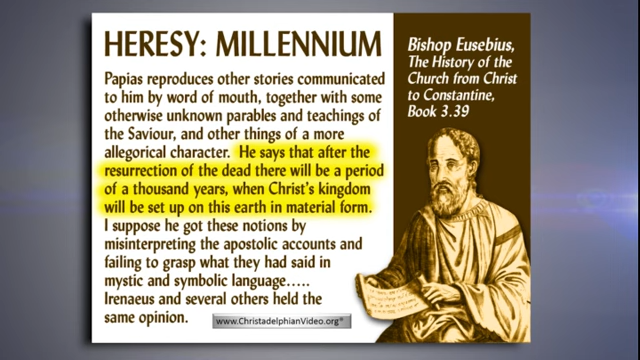 HERESY: MILLENNIUM
Papias reproduces other stories communicated
to him by word of mouth, together with some
otherwise unknown parables and teachings of
the Saviour, and other things of a more
allegorical character. He says that after the
resurrection of the dead there will be a period
of a thousand years, when Christ's kingdom
will be set up on this earth in material form.
I suppose he got these notions by
misinterpreting the apostolic accounts and
failing to grasp what they had said in
mystic and symbolic language.....
Irenaeus and several others held the
same opinion.
www.ChristadelphianVideo.org®
Bishop Eusebius,
The History of the
Church from Christ
to Constantine,
Book 3.39